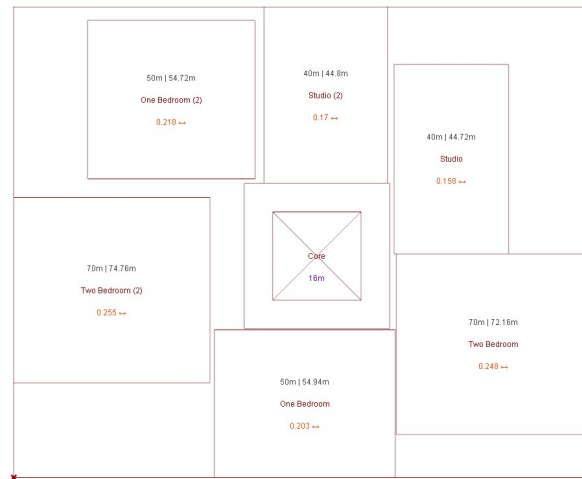 50m | 54.72m
One Bedroom (2)
0.218 ↔
40m | 44.8m
Studio (2)
0.17 ↔
40m | 44.72m
Studio
0.158 ↔
Core
16m
70m | 74.76m
Two Bedroom (2)
0.255 ↔
70m | 72.16m
Two Bedroom
0.248 ↔
50m | 54.94m
One Bedroom
0.203 ↔